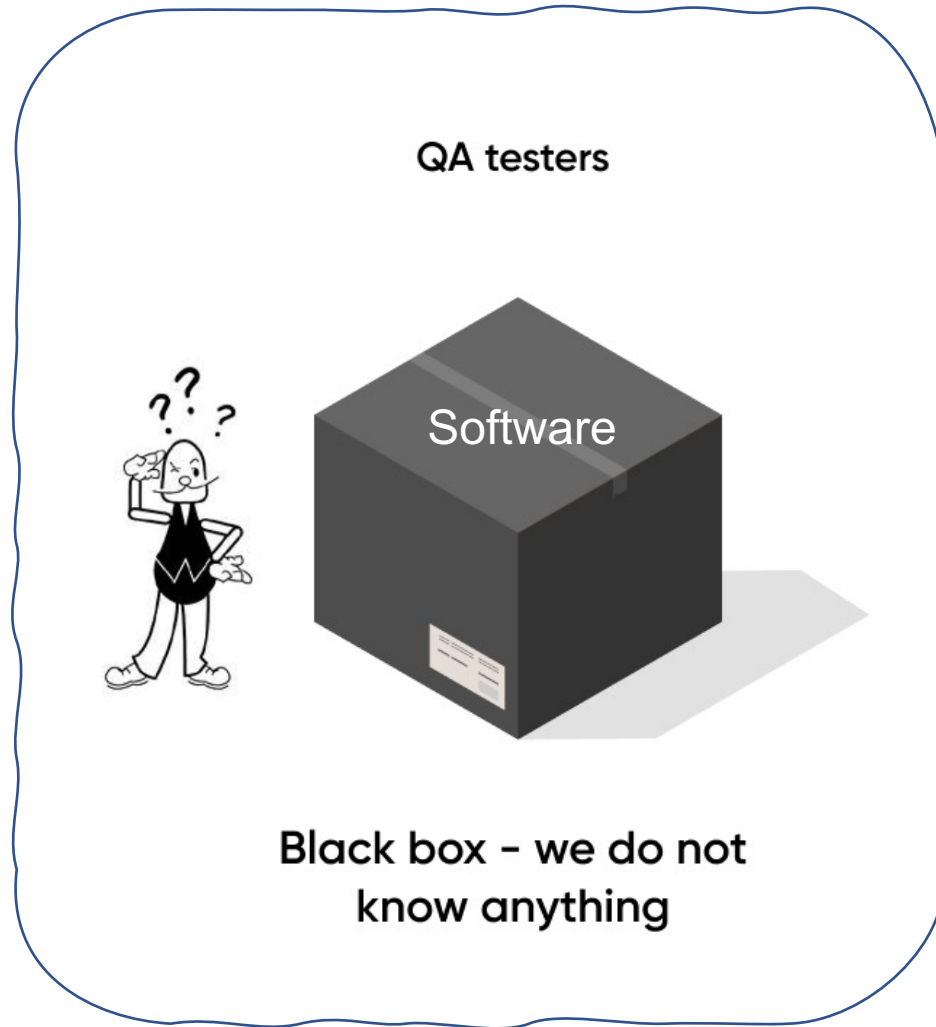 QA testers
? ? ?
Software
Black box - we do not
know anything